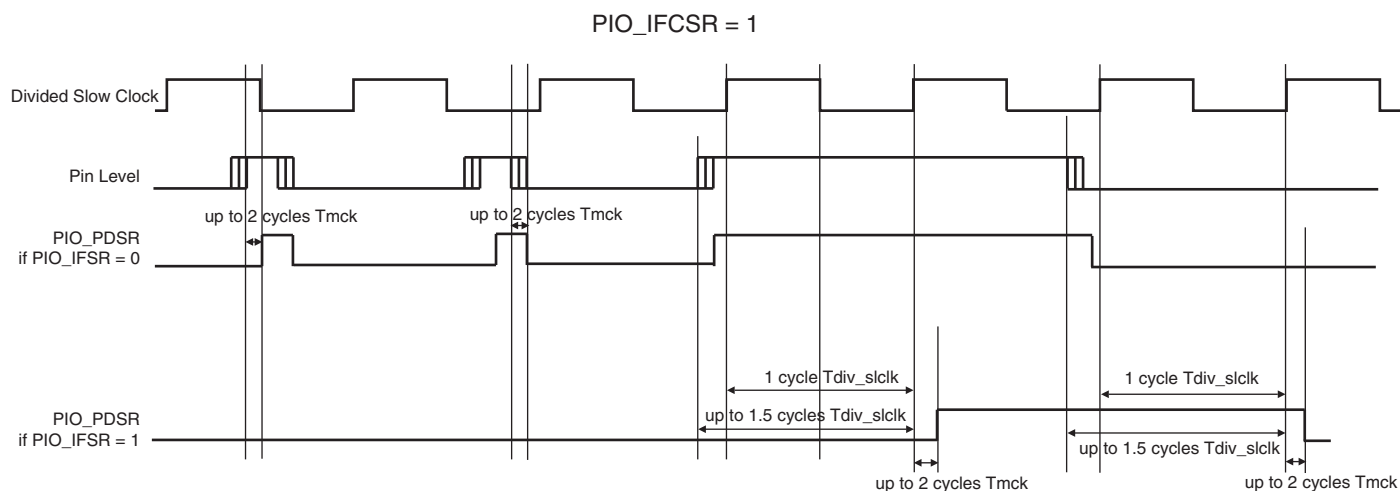 PIO_IFCSR = 1
Divided Slow Clock
Pin Level
up to 2 cycles Tmck
up to 2 cycles Tmck
PIO_PDSR
if PIO_IFSR = 0
1 cycle Tdiv_slclk
1 cycle Tdiv_slclk
up to 1.5 cycles Tdiv_slclk
PIO_PDSR
if PIO_IFSR = 1
up to 1.5 cycles Tdiv_slclk
up to 2 cycles Tmck
up to 2 cycles Tmck